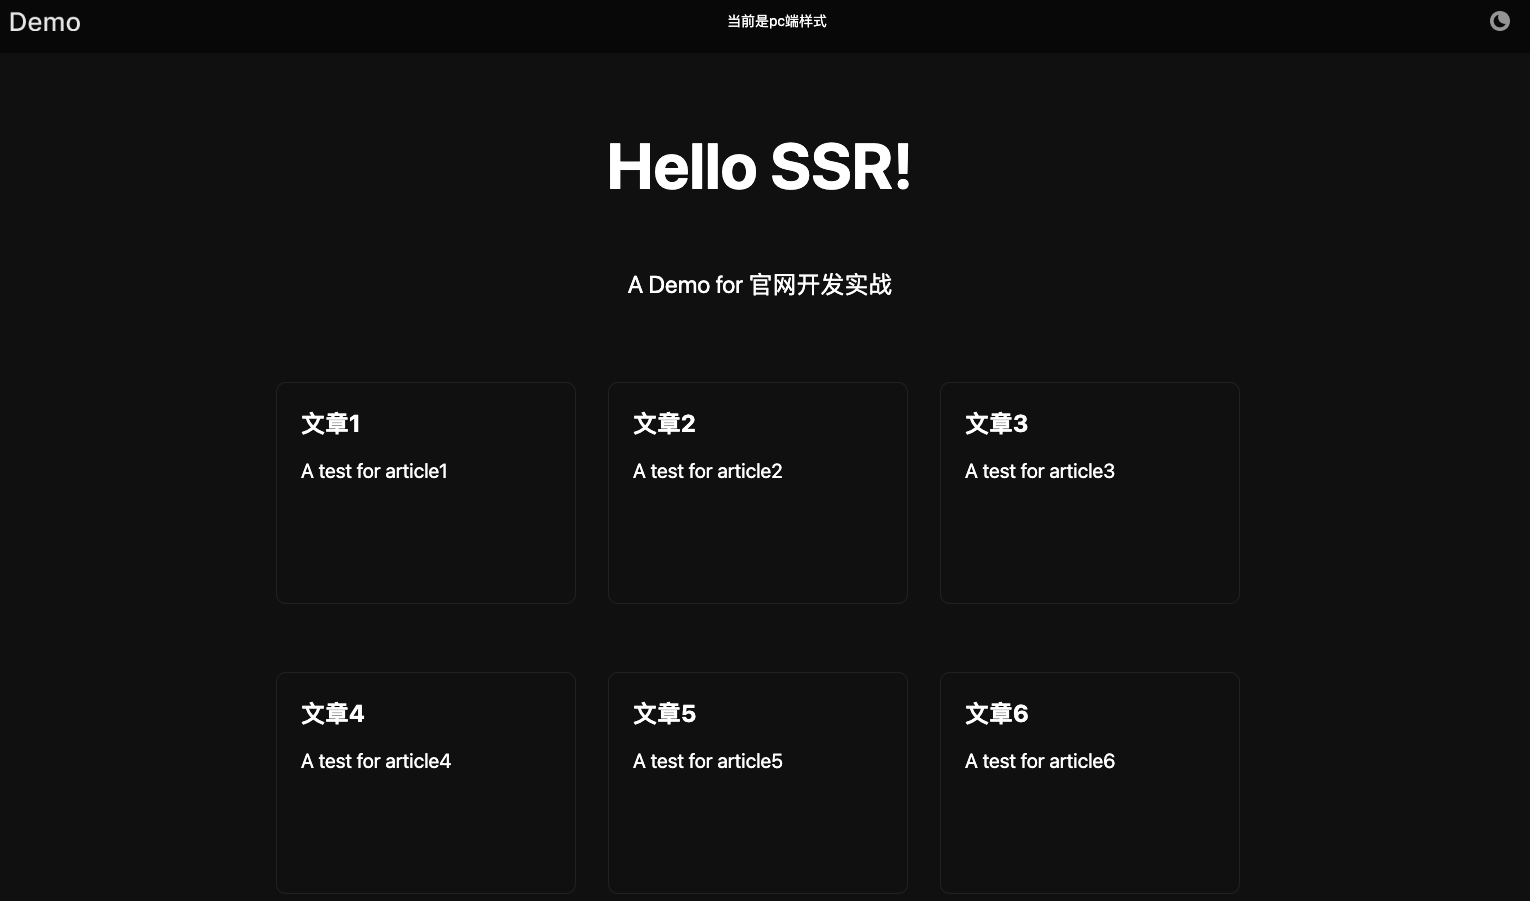 Demo
当前是pc端样式
Hello SSR!
A Demo for 官网开发实战
文章1
A test for article1
文章2
A test for article2
文章3
A test for article3
文章4
A test for article4
文章5
A test for article5
文章6
A test for article6